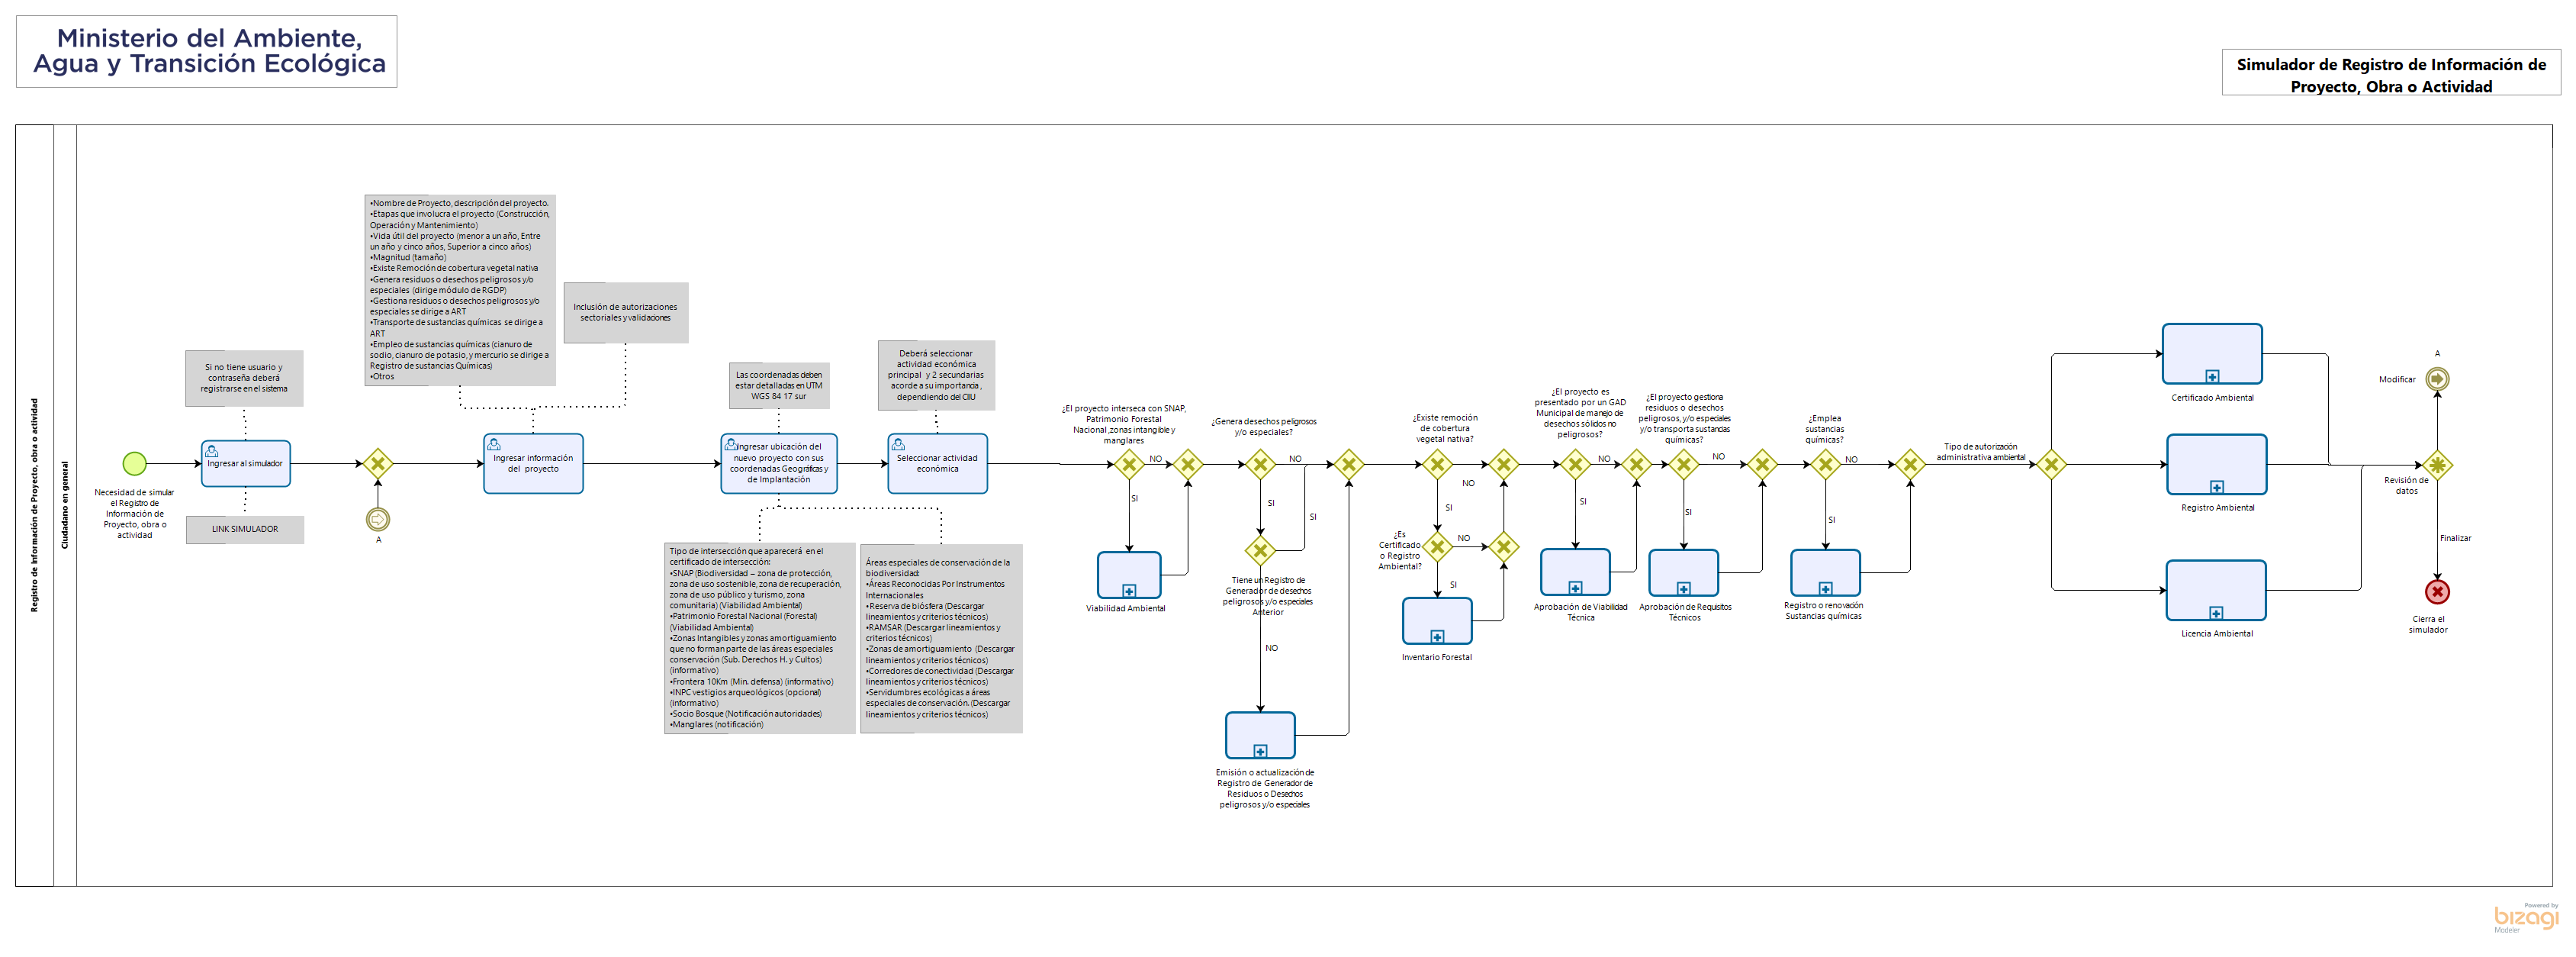 Ministerio del Ambiente,
Agua y Transición Ecológica
Simulador de Registro de Información de
Proyecto, Obra o Actividad
Registro de Información de Proyecto, obra o actividad
Ciudadano en general
Necesidad de simular
el Registro de
Información de
Proyecto, obra o
actividad
Si no tiene usuario y
contraseña deberá
registrarse en el sistema
Ingresar al simulador
LINK SIMULADOR
A
•Nombre de Proyecto, descripción del proyecto.
•Etapas que involucra el proyecto (Construcción,
Operación y Mantenimiento)
•Vida útil del proyecto (menor a un año, Entre
un año y cinco años, Superior a cinco años)
•Magnitud (tamaño)
•Existe Remoción de cobertura vegetal nativa
•Genera residuos o desechos peligrosos y/o
especiales (dirige módulo de RGDP)
•Gestiona residuos o desechos peligrosos y/o
especiales se dirige a ART
•Transporte de sustancias químicas se dirige a
ART
•Empleo de sustancias químicas (cianuro de
sodio, cianuro de potasio, y mercurio se dirige a
Registro de sustancias Químicas)
•Otros
Inclusión de autorizaciones
sectoriales y validaciones
Ingresar información
del proyecto
Las coordenadas deben
estar detalladas en UTM
WGS 84 17 sur
Ingresar ubicación del
nuevo proyecto con sus
coordenadas Geográficas y
de Implantación
Tipo de intersección que aparecerá en el
certificado de intersección:
•SNAP (Biodiversidad – zona de protección,
zona de uso sostenible, zona de recuperación,
zona de uso público y turismo, zona
comunitaria) (Viabilidad Ambiental)
•Patrimonio Forestal Nacional (Forestal)
(Viabilidad Ambiental)
•Zonas Intangibles y zonas amortiguamiento
que no forman parte de las áreas especiales
conservación (Sub. Derechos H. y Cultos)
(informativo)
•Frontera 10Km (Min. defensa) (informativo)
•INPC vestigios arqueológicos (opcional)
(informativo)
•Socio Bosque (Notificación autoridades)
•Manglares (notificación)
Deberá seleccionar
actividad económica
principal y 2 secundarias
acorde a su importancia,
dependiendo del CIIU
Seleccionar actividad
económica
Áreas especiales de conservación de la
biodiversidad:
•Áreas Reconocidas Por Instrumentos
Internacionales
•Reserva de biósfera (Descargar
lineamientos y criterios técnicos)
•RAMSAR (Descargar lineamientos y
criterios técnicos)
•Zonas de amortiguamiento (Descargar
lineamientos y criterios técnicos)
•Corredores de conectividad (Descargar
lineamientos y criterios técnicos)
•Servidumbres ecológicas a áreas
especiales de conservación. (Descargar
lineamientos y criterios técnicos)
¿El proyecto interseca con SNAP,
Patrimonio Forestal
Nacional ,zonas intangible y
manglares
NO
SI
Viabilidad Ambiental
¿Genera desechos peligrosos
y/o especiales?
NO
SI
SI
Tiene un Registro de
Generador de desechos
peligrosos y/o especiales
Anterior
NO
Emisión o actualización de
Registro de Generador de
Residuos o Desechos
peligrosos y/o especiales
¿Existe remoción
de cobertura
vegetal nativa?
NO
SI
¿Es
Certificado
o Registro
Ambiental?
NO
SI
Inventario Forestal
¿El proyecto es
presentado por un GAD
Municipal de manejo de
desechos sólidos no
peligrosos?
NO
SI
Aprobación de Viabilidad
Técnica
¿El proyecto gestiona
residuos o desechos
peligrosos, y/o especiales
y/o transporta sustancias
químicas?
NO
SI
Aprobación de Requisitos
Técnicos
¿Emplea
sustancias
químicas?
NO
SI
Registro o renovación
Sustancias químicas
Tipo de autorización
administrativa ambiental
Certificado Ambiental
Registro Ambiental
Licencia Ambiental
A
Modificar
Revisión de
datos
Finalizar
Cierra el
simulador
Powered by
bizagi
Modeler